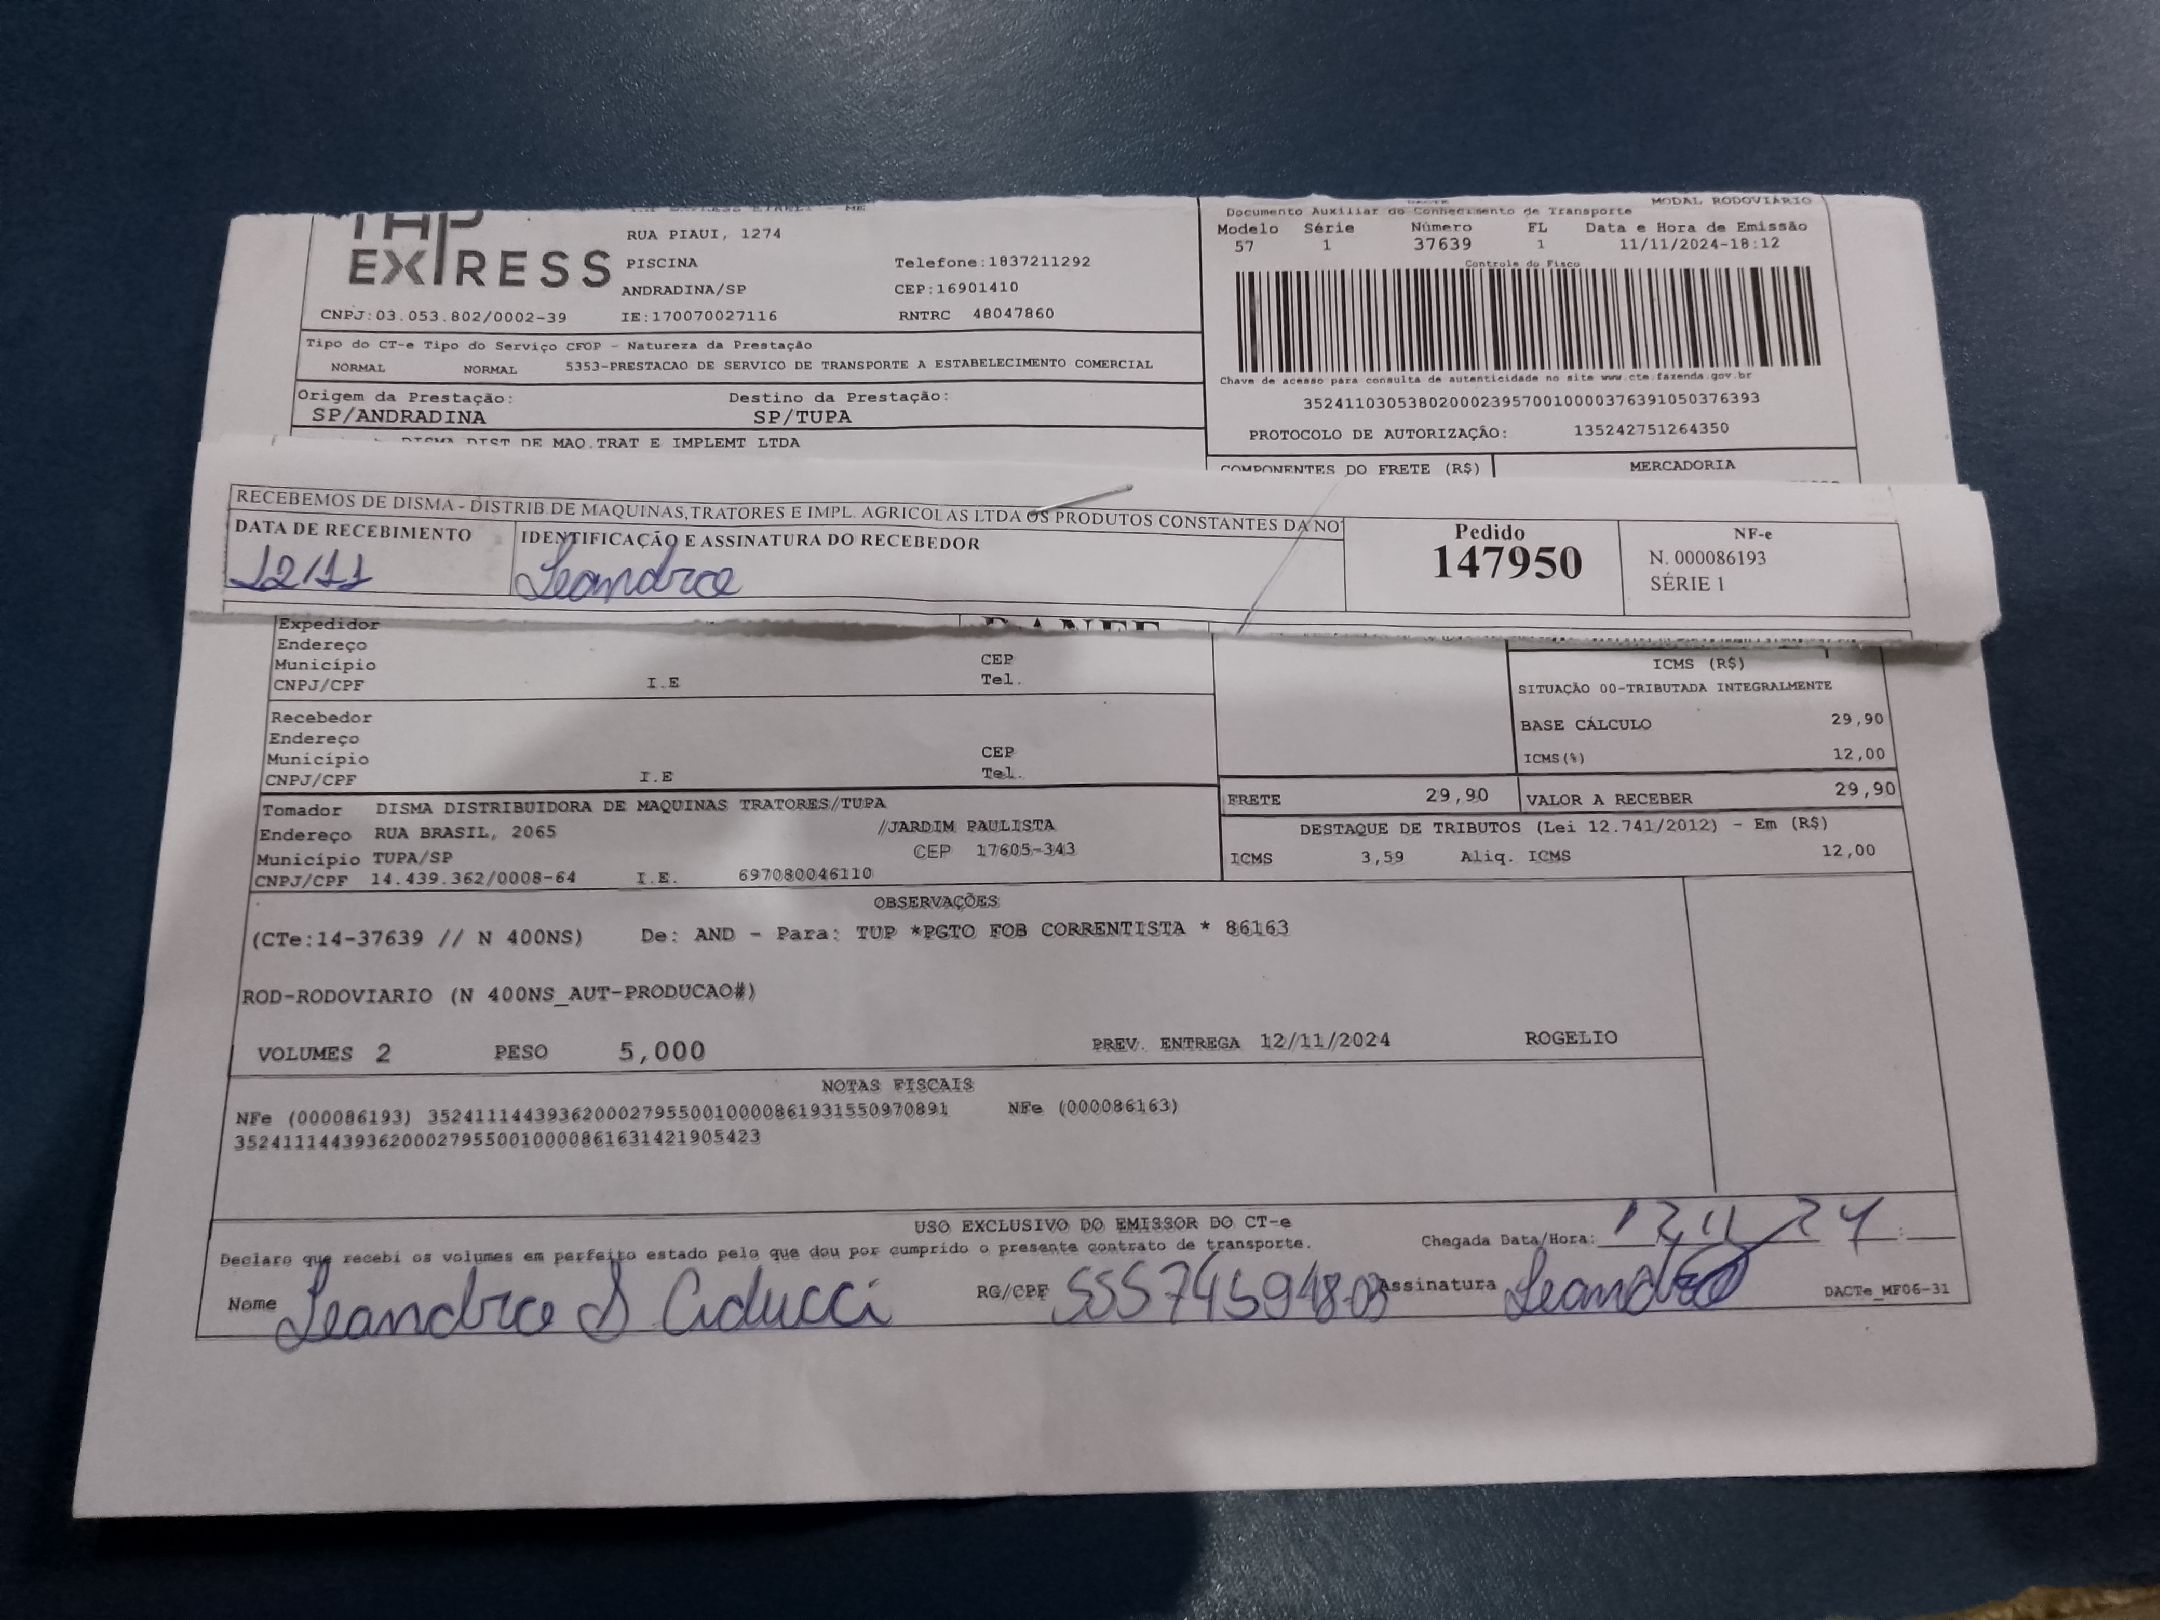 EXPRESS
RUA PIAUI, 1274
PISCINA Telefone:1837211292
ANDRADINA/SP CEP:16901410
CNPJ:03.053.802/0002-39 IE:170070027116 RNTRC 48047860
MODAL RODOVIÁRIO
Documento Auxiliar do Conhecimento de Transporte
Modelo Série Número FL Data e Hora de Emissão
57 1 37639 1 11/11/2024-18:12
Controle do Fisco
Chave de acesso para consulta de autenticidade no site www.cte.fazenda.gov.br
35241103053802000239570010000376391050376393
PROTOCOLO DE AUTORIZAÇÃO: 135242751264350
Tipo do CT-e Tipo do Serviço CFOP - Natureza da Prestação
NORMAL NORMAL 5353-PRESTACAO DE SERVICO DE TRANSPORTE A ESTABELECIMENTO COMERCIAL
Origem da Prestação: Destino da Prestação:
SP/ANDRADINA SP/TUPA
DISMA DIST DE MAQ.TRAT E IMPLEMT LTDA
COMPONENTES DO FRETE (R$) MERCADORIA
RECEBEMOS DE DISMA - DISTRIB.DE MAQUINAS,TRATORES E IMPL. AGRICOLAS LTDA OS PRODUTOS CONSTANTES DA NO
DATA DE RECEBIMENTO IDENTIFICAÇÃO E ASSINATURA DO RECEBEDOR
12/11 Leandro
Pedido
147950
NF-e
N. 000086193
SÉRIE 1
DANFE
Expedidor
Endereço
Município CEP
CNPJ/CPF I.E Tel.
Recebedor
Endereço
Município CEP
CNPJ/CPF I.E Tel.
ICMS (R$)
SITUAÇÃO 00-TRIBUTADA INTEGRALMENTE
BASE CÁLCULO 29,90
ICMS(%) 12,00
FRETE 29,90 VALOR A RECEBER 29,90
Tomador DISMA DISTRIBUIDORA DE MAQUINAS TRATORES/TUPA
Endereço RUA BRASIL, 2065 /JARDIM PAULISTA
Município TUPA/SP CEP 17605-343
CNPJ/CPF 14.439.362/0008-64 I.E. 697080046110
DESTAQUE DE TRIBUTOS (Lei 12.741/2012) - Em (R$)
ICMS 3,59 Aliq. ICMS 12,00
OBSERVAÇÕES
(CTe:14-37639 // N 400NS) De: AND - Para: TUP *PGTO FOB CORRENTISTA * 86163
ROD-RODOVIARIO (N 400NS_AUT-PRODUCAO#)
VOLUMES 2 PESO 5,000 PREV. ENTREGA 12/11/2024 ROGELIO
NOTAS FISCAIS
NFe (000086193) 35241114439362000279550010000861931550970891 NFe (000086163)
35241114439362000279550010000861631421905423
USO EXCLUSIVO DO EMISSOR DO CT-e
Declaro que recebi os volumes em perfeito estado pelo que dou por cumprido o presente contrato de transporte.
Chegada Data/Hora: 12 11 24 :
Nome Leandro S RG/CPF Assinatura Leandro DACTe_MF06-31